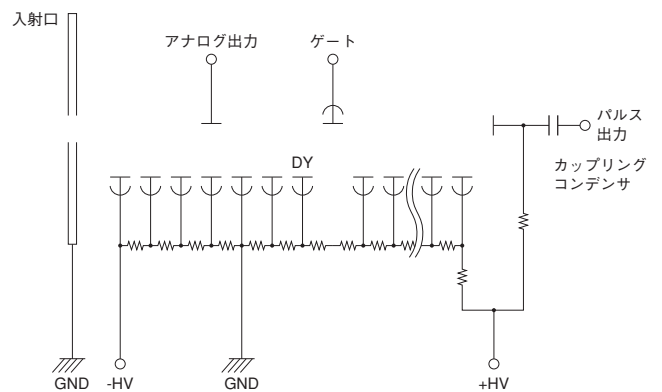 入射口
アナログ出力
ゲート
パルス
出力
カップリング
コンデンサ
DY
GND
-HV
GND
+HV